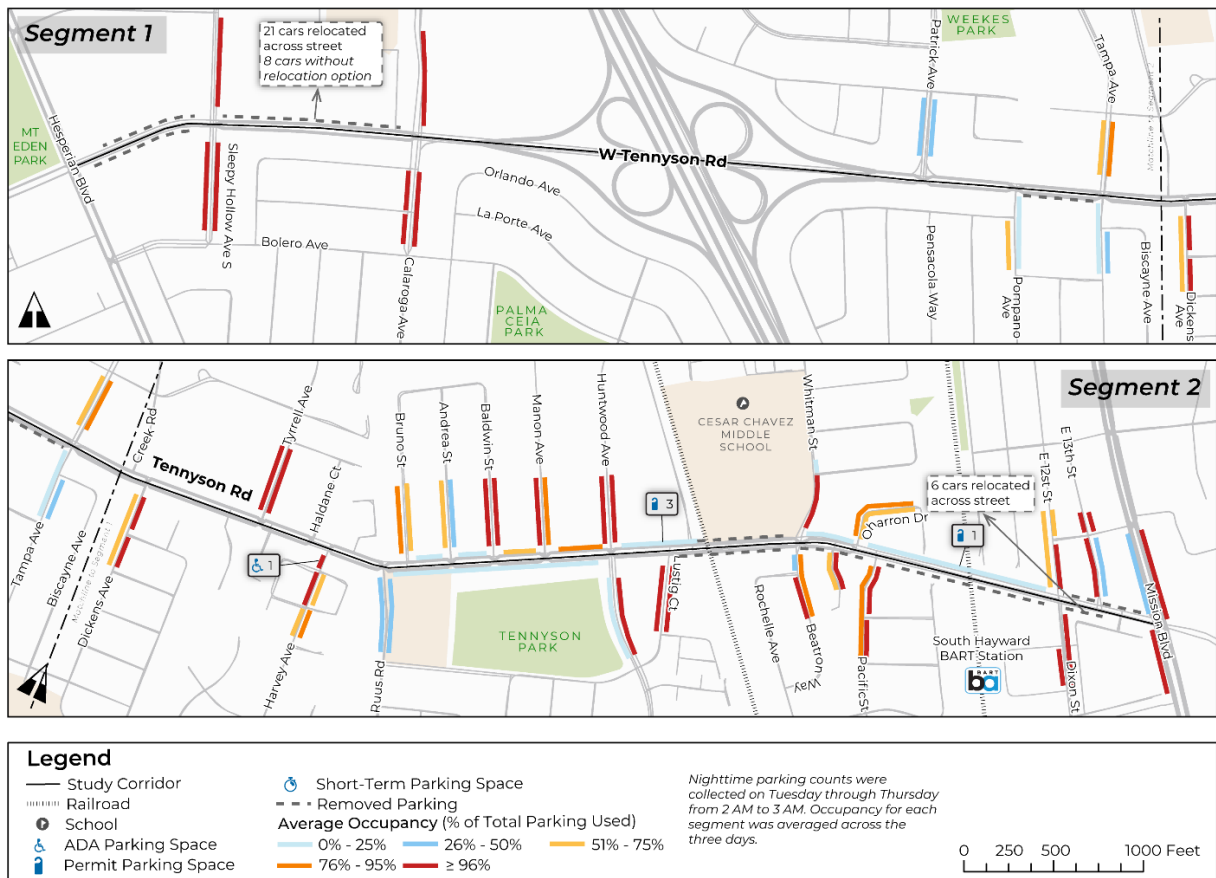 Segment 1
21 cars relocated
across street
8 cars without
relocation option
WEEKES
PARK
Patrick Ave
Tampa Ave
MT
EDEN
PARK
Hesperian Blvd
Sleepy Hollow Ave S
W Tennyson Rd
Orlando Ave
La Porte Ave
Bolero Ave
Calaroga Ave
PALMA
CEIA
PARK
Pensacola Way
Pompano
Ave
Biscayne Ave
Dickens
Ave
Segment 2
Creek Rd
Tyrrell Ave
Tennyson Rd
Haldane Ct
Bruno St
Andrea St
Baldwin St
Manon Ave
Huntwood Ave
CESAR CHAVEZ
MIDDLE
SCHOOL
Whitman St
E 12st St
E 13th St
6 cars relocated
across street
3
Charron Dr
1
1
Tampa Ave
Biscayne Ave
Matchline to Segment 1
Dickens Ave
Harvey Ave
Ruus Rd
TENNYSON
PARK
Lustig Ct
Rochelle Ave
Beatron
Way
Pacific St
South Hayward
BART Station
BART
ba
Dixon St
Mission Blvd
Legend
Study Corridor
Railroad
School
ADA Parking Space
Permit Parking Space
Short-Term Parking Space
Removed Parking
Average Occupancy (% of Total Parking Used)
0% - 25%
26% - 50%
51% - 75%
76% - 95%
≥ 96%
Nighttime parking counts were
collected on Tuesday through Thursday
from 2 AM to 3 AM. Occupancy for each
segment was averaged across the
three days.
0 250 500 1000 Feet